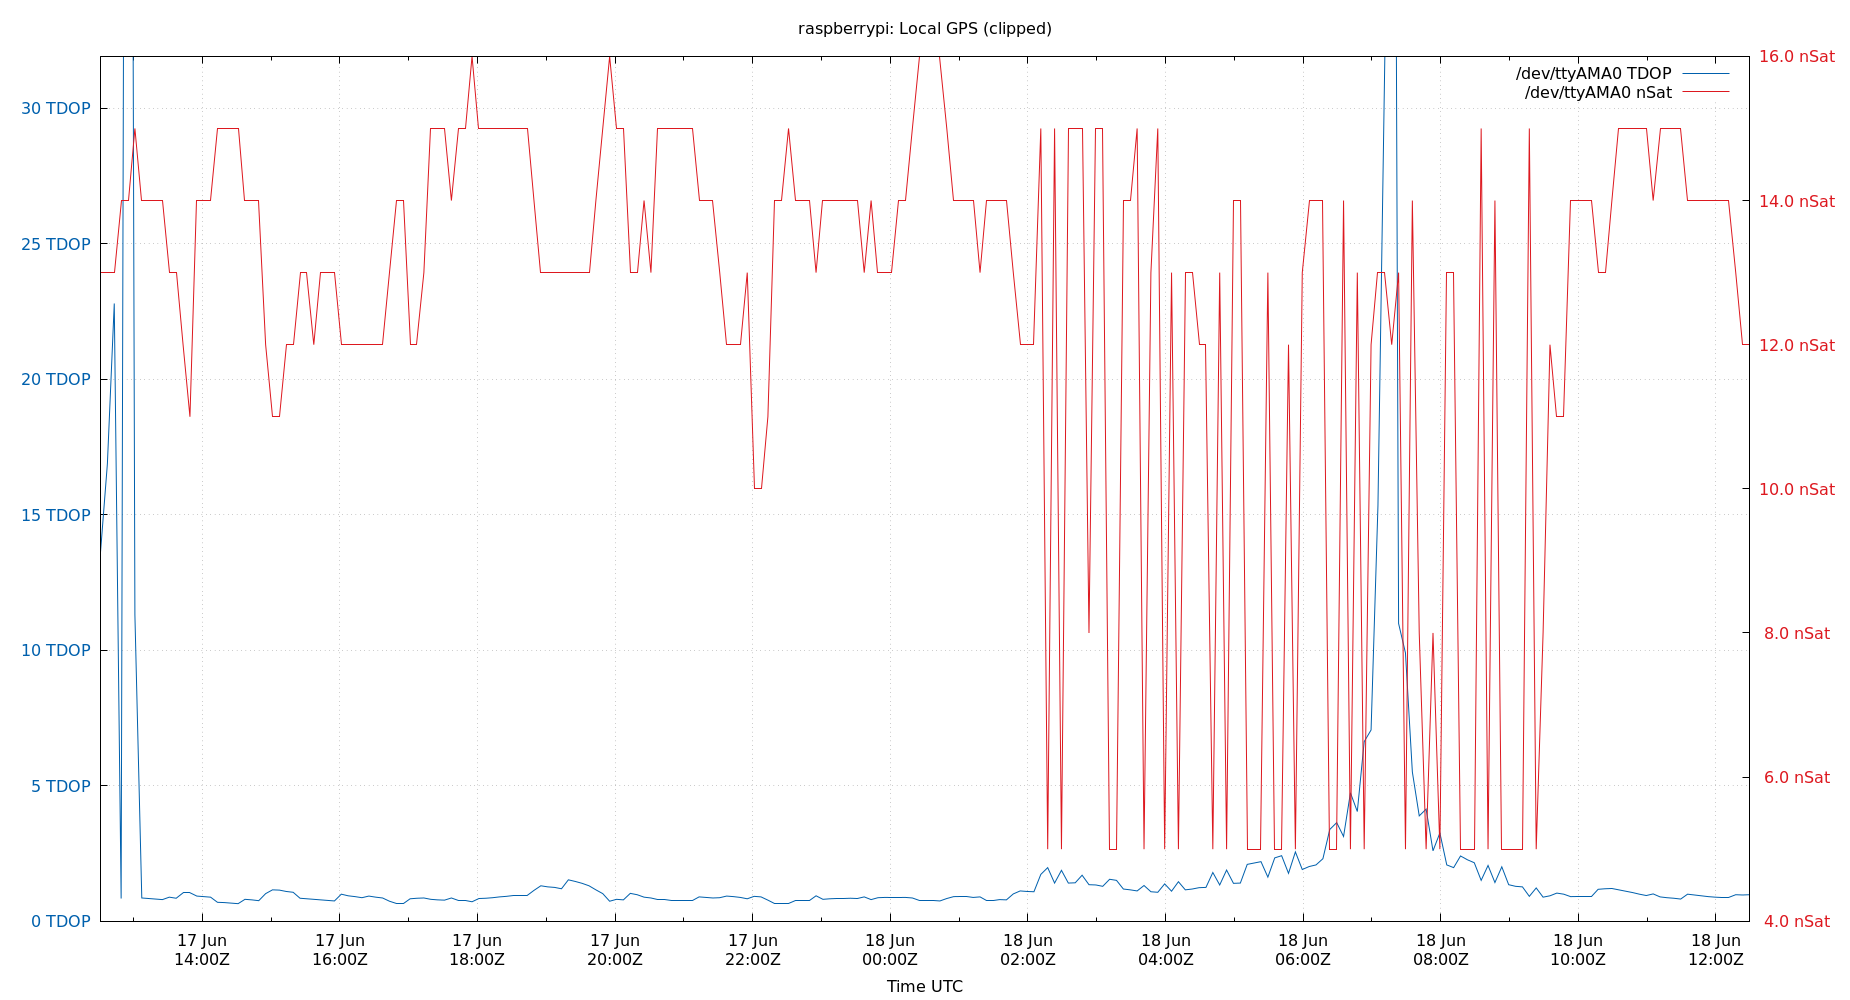 raspberrypi: Local GPS (clipped)
/dev/ttyAMA0 TDOP
/dev/ttyAMA0 nSat
30 TDOP
25 TDOP
20 TDOP
15 TDOP
10 TDOP
5 TDOP
0 TDOP
16.0 nSat
14.0 nSat
12.0 nSat
10.0 nSat
8.0 nSat
6.0 nSat
4.0 nSat
17 Jun
14:00Z
17 Jun
16:00Z
17 Jun
18:00Z
17 Jun
20:00Z
17 Jun
22:00Z
18 Jun
00:00Z
18 Jun
02:00Z
18 Jun
04:00Z
18 Jun
06:00Z
18 Jun
08:00Z
18 Jun
10:00Z
18 Jun
12:00Z
Time UTC